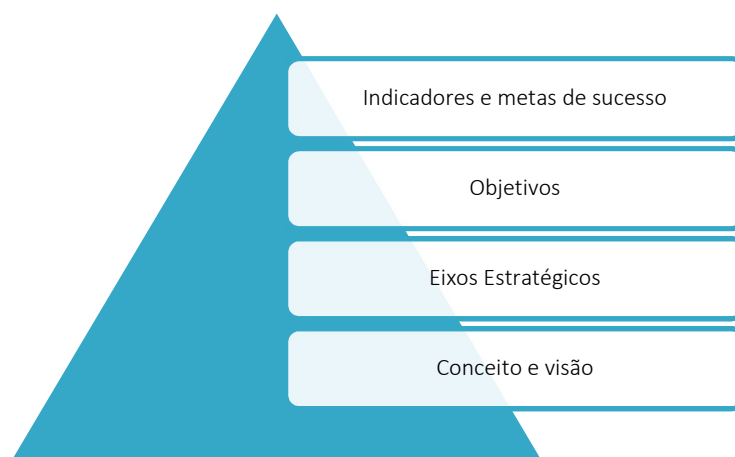 Indicadores e metas de sucesso
Objetivos
Eixos Estratégicos
Conceito e visão